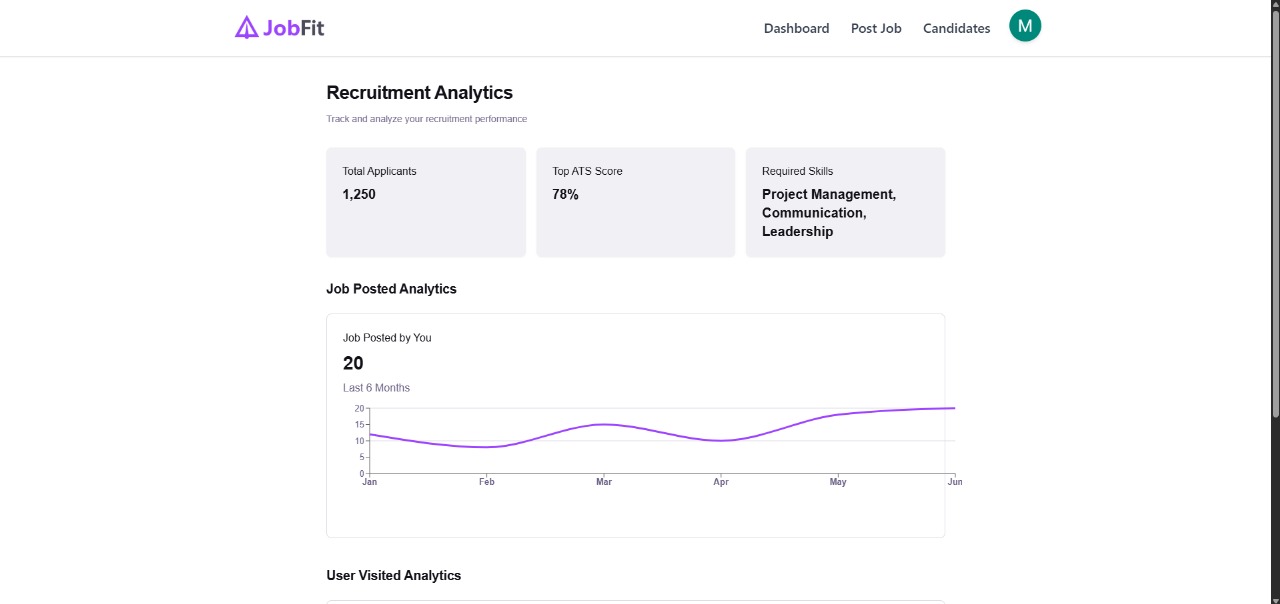 JobFit
Dashboard
Post Job
Candidates
M
Recruitment Analytics
Track and analyze your recruitment performance
Total Applicants
1,250
Top ATS Score
78%
Required Skills
Project Management,
Communication,
Leadership
Job Posted Analytics
Job Posted by You
20
Last 6 Months
20
15
10
5
0
Jan
Feb
Mar
Apr
May
Jun
User Visited Analytics